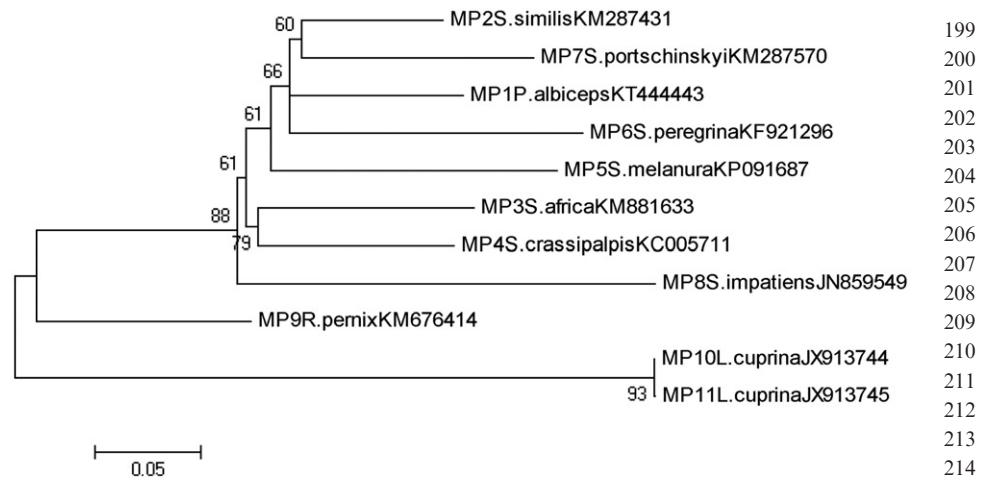 60
MP2S.similisKM287431
199
MP7S.portschinskyiKM287570
200
66
MP1P.albicepsKT444443
201
61
202
MP6S.peregrinaKF921296
203
61
MP5S.melanuraKP091687
204
88
MP3S.africaKM881633
205
206
79
MP4S.crassipalpisKC005711
207
MP8S.impatiensJN859549
208
MP9R.pernixKM676414
209
MP10L.cuprinaJX913744
210
211
93
MP11L.cuprinaJX913745
212
213
0.05
214